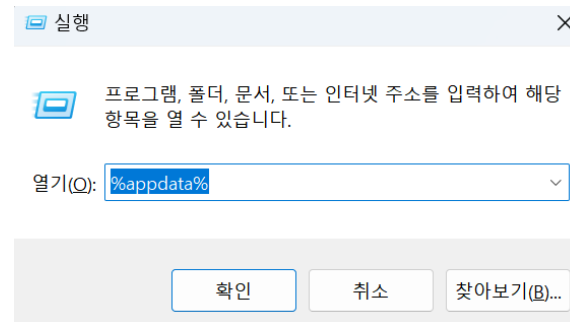 실행
프로그램, 폴더, 문서, 또는 인터넷 주소를 입력하여 해당
항목을 열 수 있습니다.
열기(O): %appdata%
확인 취소 찾아보기(B)...